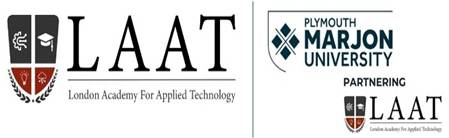 LAAT
London Academy For Applied Technology
PLYMOUTH
MARJON
UNIVERSITY
PARTNERING
LAAT
London Academy For Applied Technology